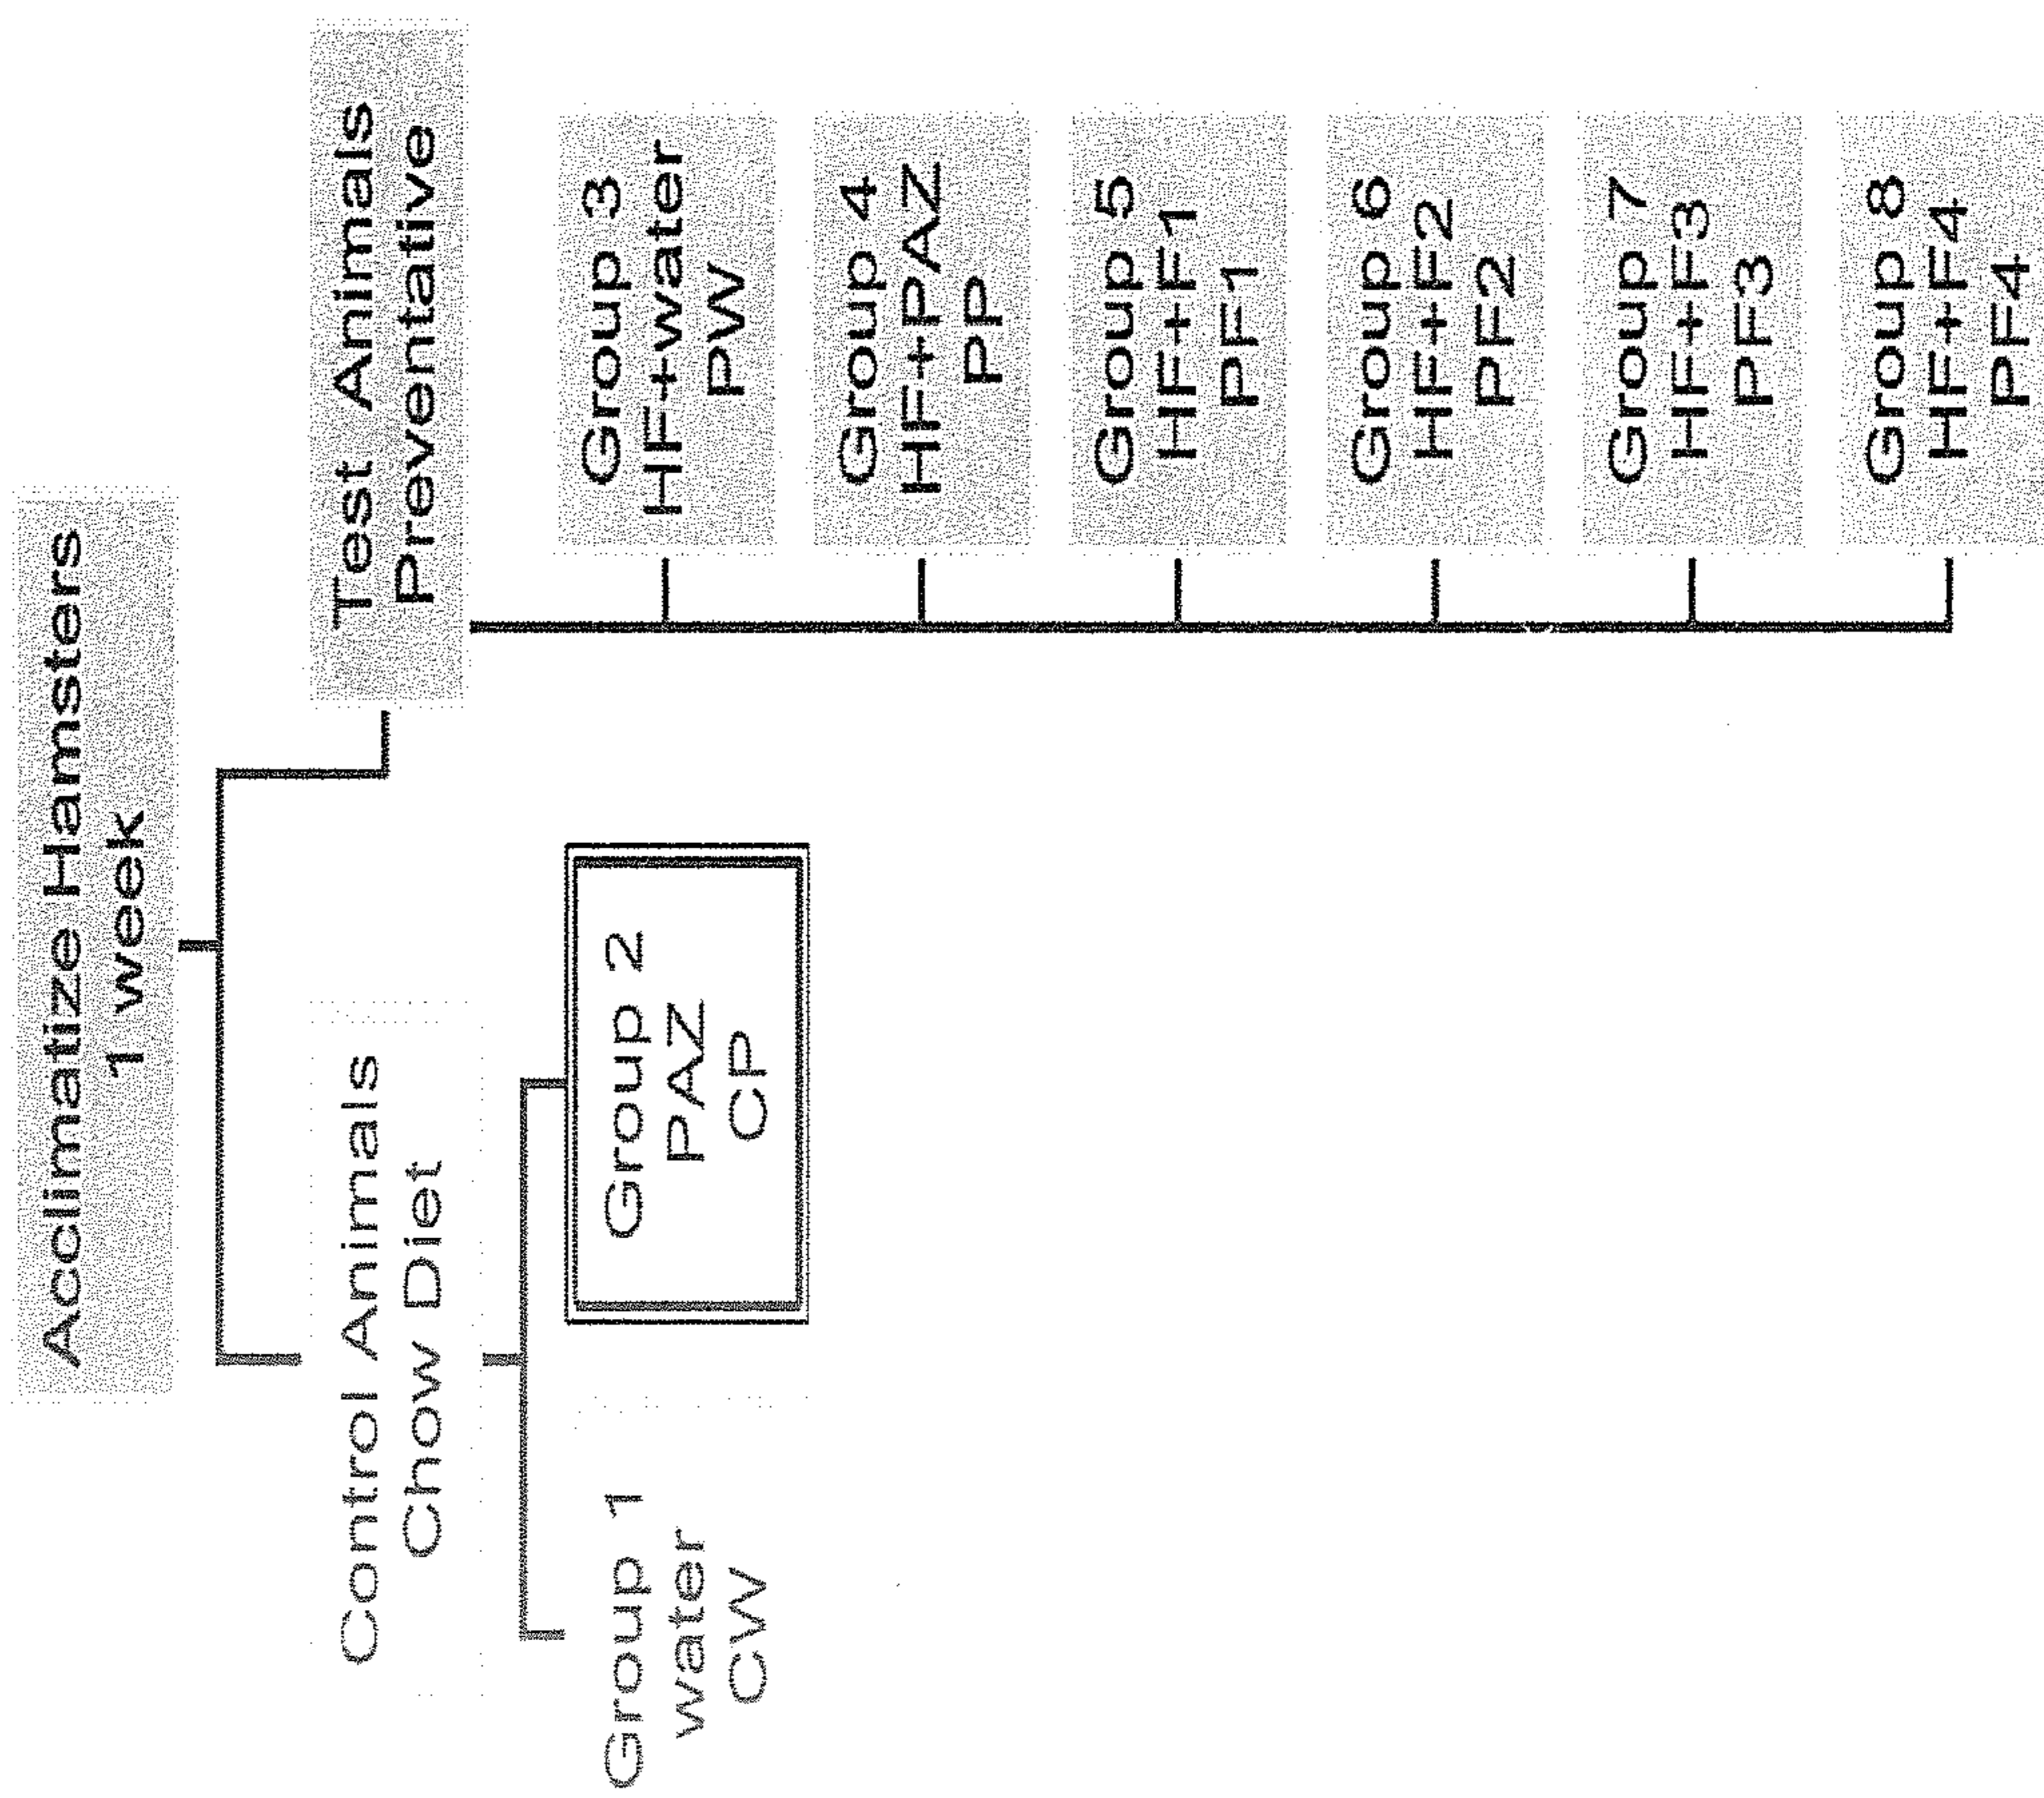 Acclimatize Hamsters
1 week
Control Animals
Chow Diet
Group 1
water
CW
Group 2
PAZ
CP
Test Animals
Preventative
Group 3
HF+water
PW
Group 4
HF+PAZ
PP
Group 5
HF+F1
PF1
Group 6
HF+F2
PF2
Group 7
HF+F3
PF3
Group 8
HF+F4
PF4